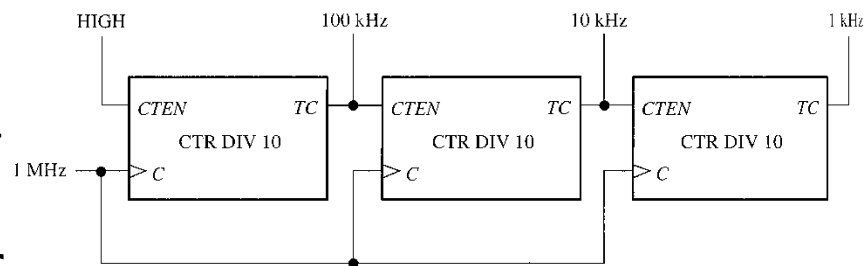 HIGH 100 kHz 10 kHz 1 kHz
CTEN TC CTEN TC CTEN TC
CTR DIV 10 CTR DIV 10 CTR DIV 10
1 MHz C C C